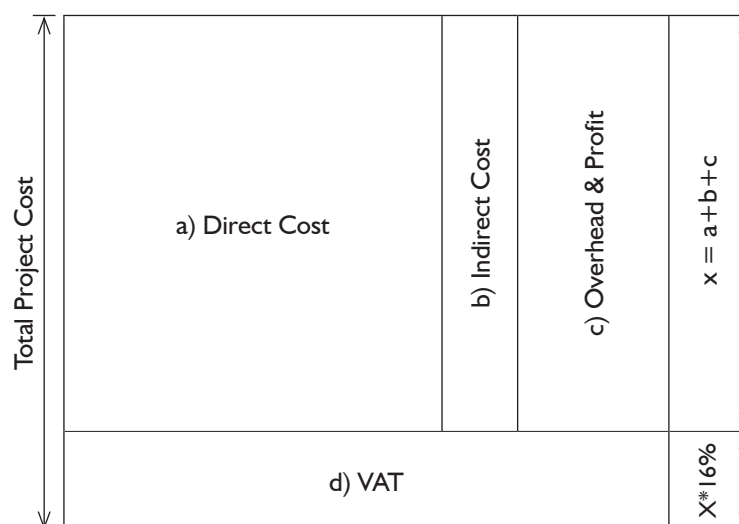 Total Project Cost
a) Direct Cost
b) Indirect Cost
c) Overhead & Profit
x = a+b+c
d) VAT
X*16%